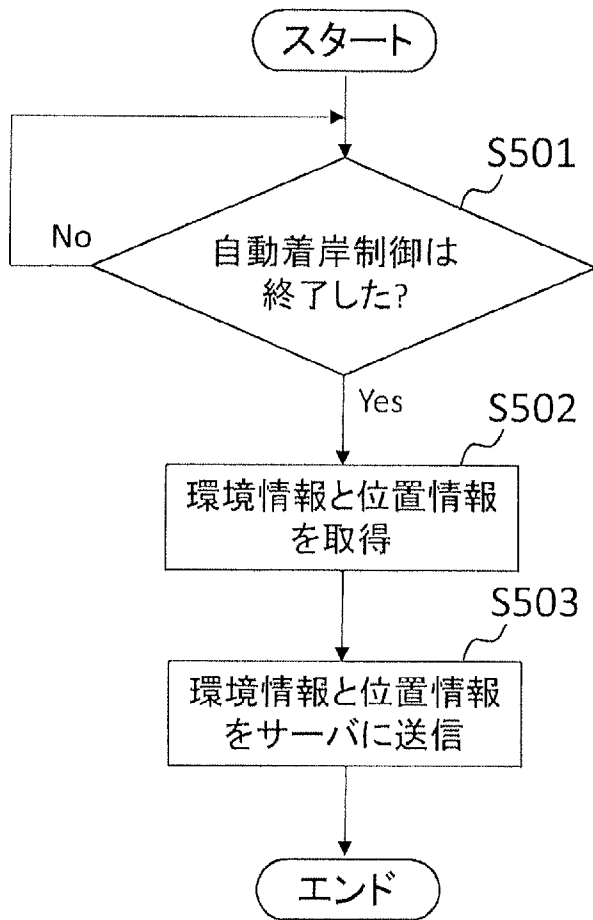 スタート
S501
自動着岸制御は
終了した?
No
Yes
S502
環境情報と位置情報
を取得
S503
環境情報と位置情報
をサーバに送信
エンド